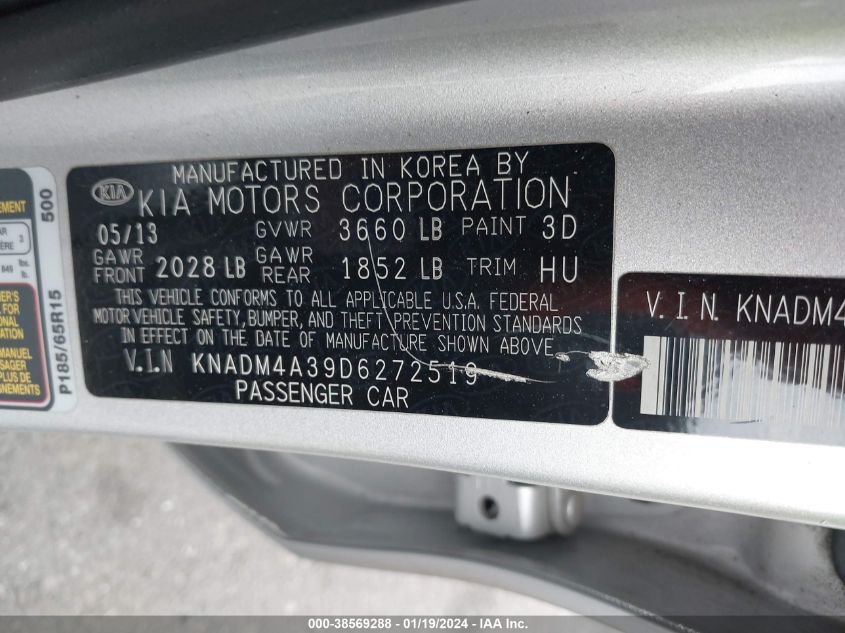 MANUFACTURED IN KOREA BY
KIA KIA MOTORS CORPORATION
05/13 GVWR 3660 LB PAINT 3D
GAWR FRONT 2028 LB GAWR REAR 1852 LB TRIM HU
THIS VEHICLE CONFORMS TO ALL APPLICABLE U.S.A. FEDERAL
MOTOR VEHICLE SAFETY, BUMPER, AND THEFT PREVENTION STANDARDS
IN EFFECT ON THE DATE OF MANUFACTURE SHOWN ABOVE
V.I.N KNADM4A39D6272519
PASSENGER CAR
V.I.N. KNADM4
P185/65R15 500
000-38569288 - 01/19/2024 - IAAI.COM